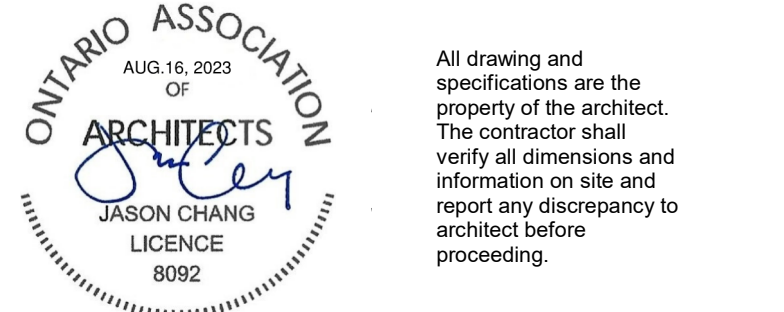 ONTARIO ASSOCIATION
AUG.16, 2023
OF
ARCHITECTS
JASON CHANG
LICENCE
8092
All drawing and
specifications are the
property of the architect.
The contractor shall
verify all dimensions and
information on site and
report any discrepancy to
architect before
proceeding.